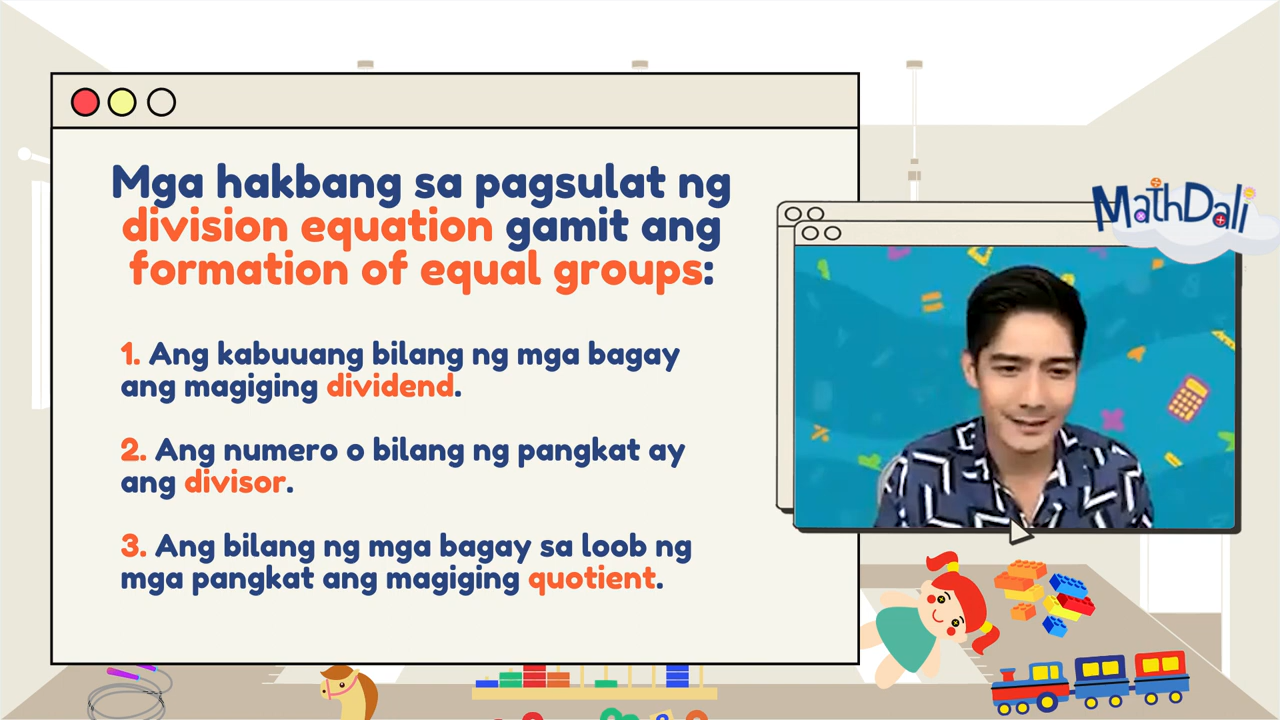 Mga hakbang sa pagsulat ng
division equation gamit ang
formation of equal groups:
1. Ang kabuuang bilang ng mga bagay
ang magiging dividend.
2. Ang numero o bilang ng pangkat ay
ang divisor.
3. Ang bilang ng mga bagay sa loob ng
mga pangkat ang magiging quotient.
MathDali